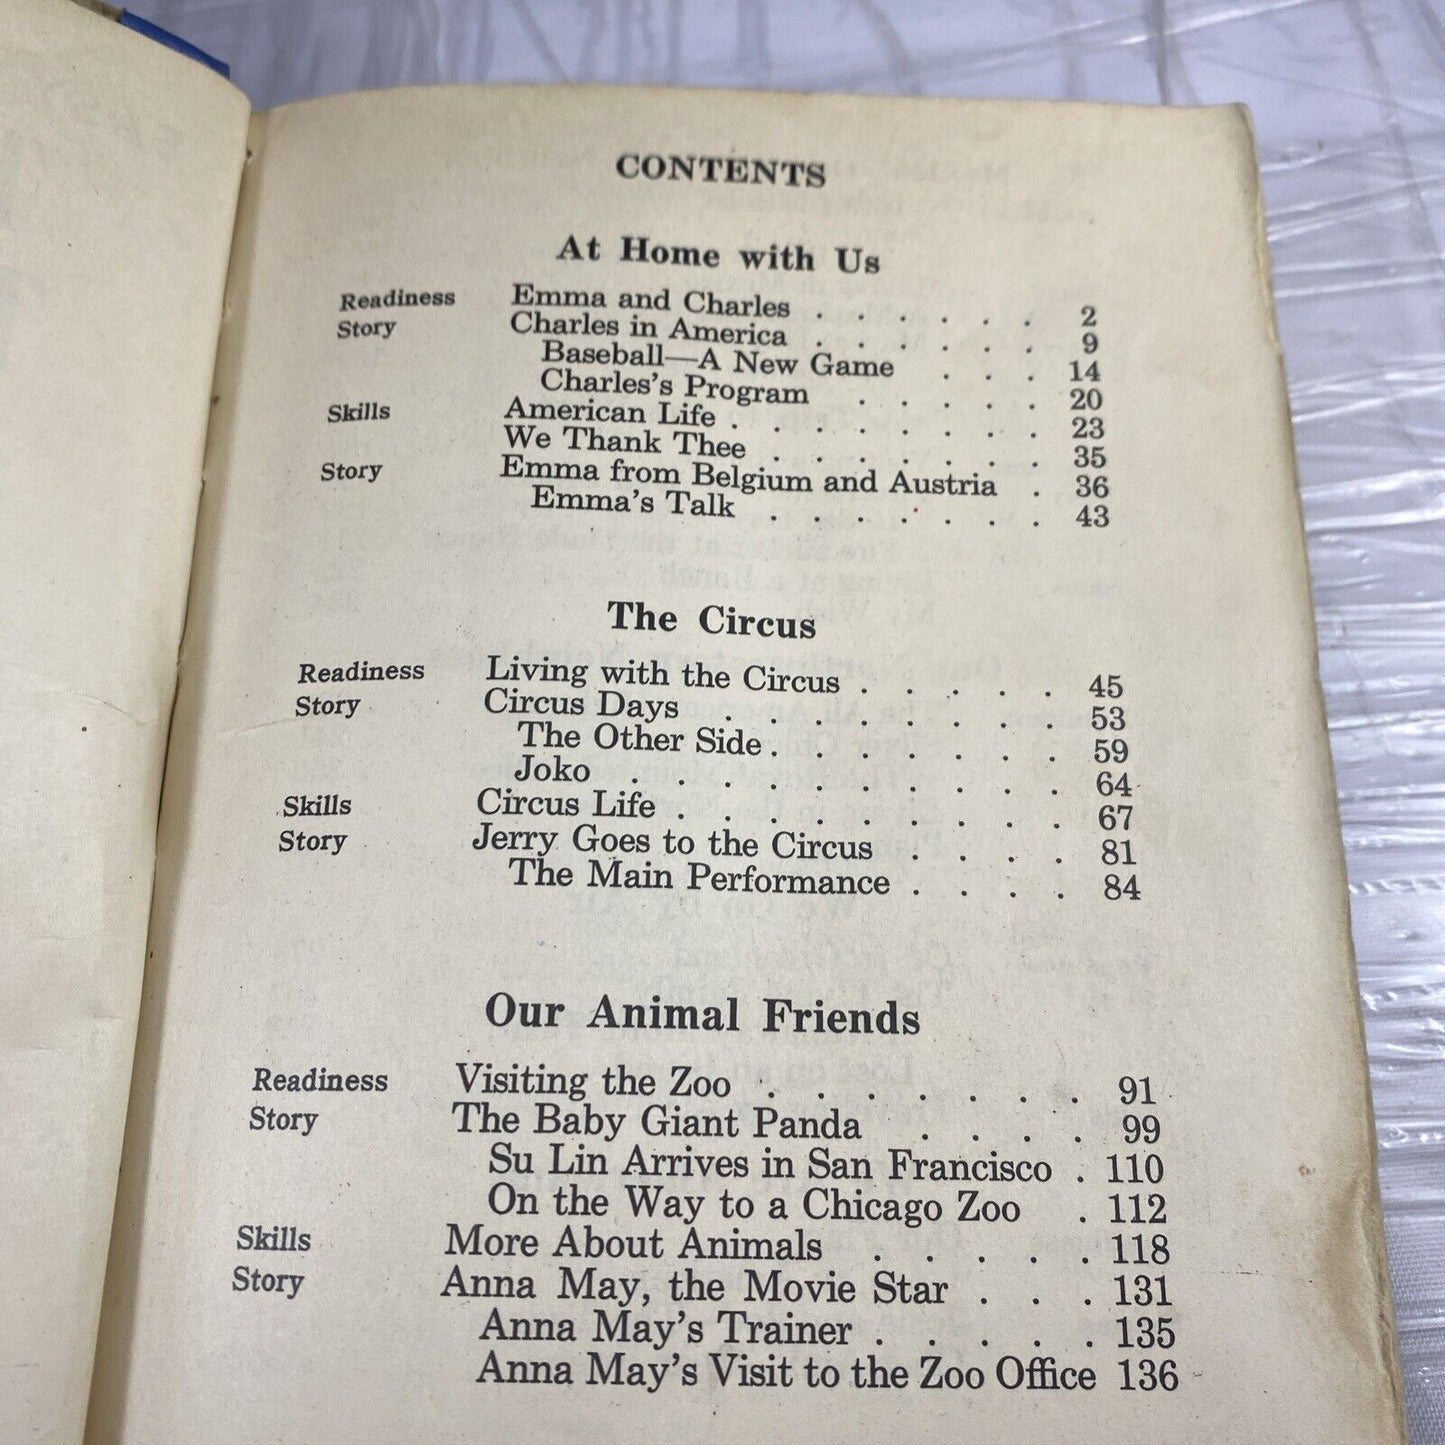 CONTENTS
At Home with Us
Readiness Emma and Charles . . . . . . 2
Story Charles in America . . . . . . 9
Baseball—A New Game . . . 14
Charles's Program . . . . . 20
Skills American Life . . . . . . . . 23
We Thank Thee . . . . . . . 35
Story Emma from Belgium and Austria . 36
Emma's Talk . . . . . . . 43
The Circus
Readiness Living with the Circus . . . . . 45
Story Circus Days . . . . . . . . 53
The Other Side . . . . . . . 59
Joko . . . . . . . . . . 64
Skills Circus Life . . . . . . . . . 67
Story Jerry Goes to the Circus . . . . 81
The Main Performance . . . . 84
Our Animal Friends
Readiness Visiting the Zoo . . . . . . . 91
Story The Baby Giant Panda . . . . 99
Su Lin Arrives in San Francisco . 110
On the Way to a Chicago Zoo . 112
Skills More About Animals . . . . . 118
Story Anna May, the Movie Star . . . 131
Anna May's Trainer . . . . . 135
Anna May's Visit to the Zoo Office 136